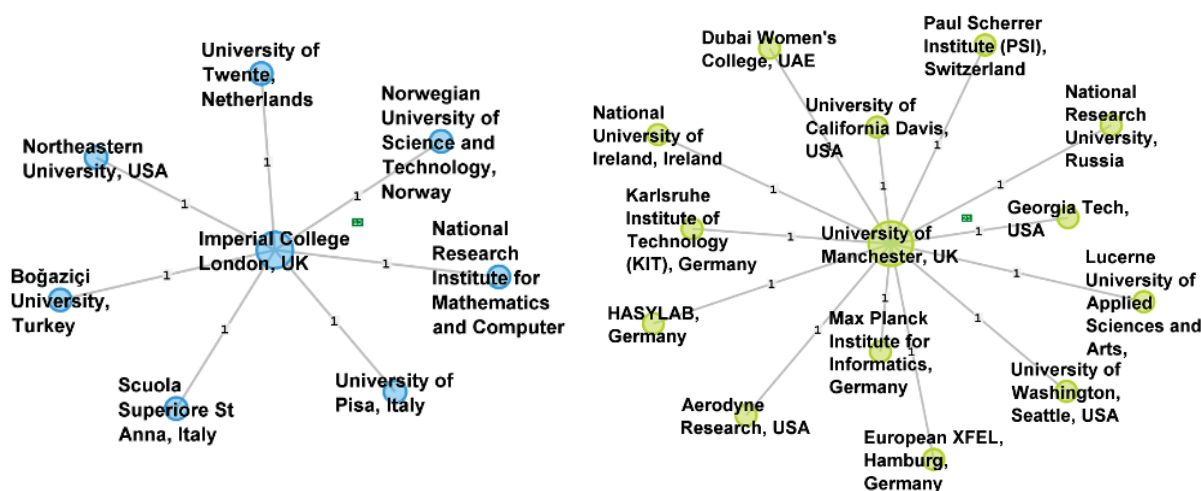 University of
Twente,
Netherlands
Norwegian
University of
Science and
Technology,
Norway
Northeastern
University, USA
1
1
1
Imperial College
London, UK
National
Research
Institute for
Mathematics
and Computer
1
1
Boğaziçi
University,
Turkey
1
1
Scuola
Superiore St
Anna, Italy
University of
Pisa, Italy
Dubai Women's
College, UAE
Paul Scherrer
Institute (PSI),
Switzerland
National
University of
Ireland, Ireland
University of
California Davis,
USA
National
Research
University,
Russia
1
1
1
1
1
Karlsruhe
Institute of
Technology
(KIT), Germany
1
University of
Manchester, UK
1
Georgia Tech,
USA
Lucerne
University of
Applied
Sciences and
Arts,
1
1
1
1
1
1
HASYLAB,
Germany
Max Planck
Institute for
Informatics,
Germany
University of
Washington,
Seattle, USA
Aerodyne
Research, USA
European XFEL,
Hamburg,
Germany